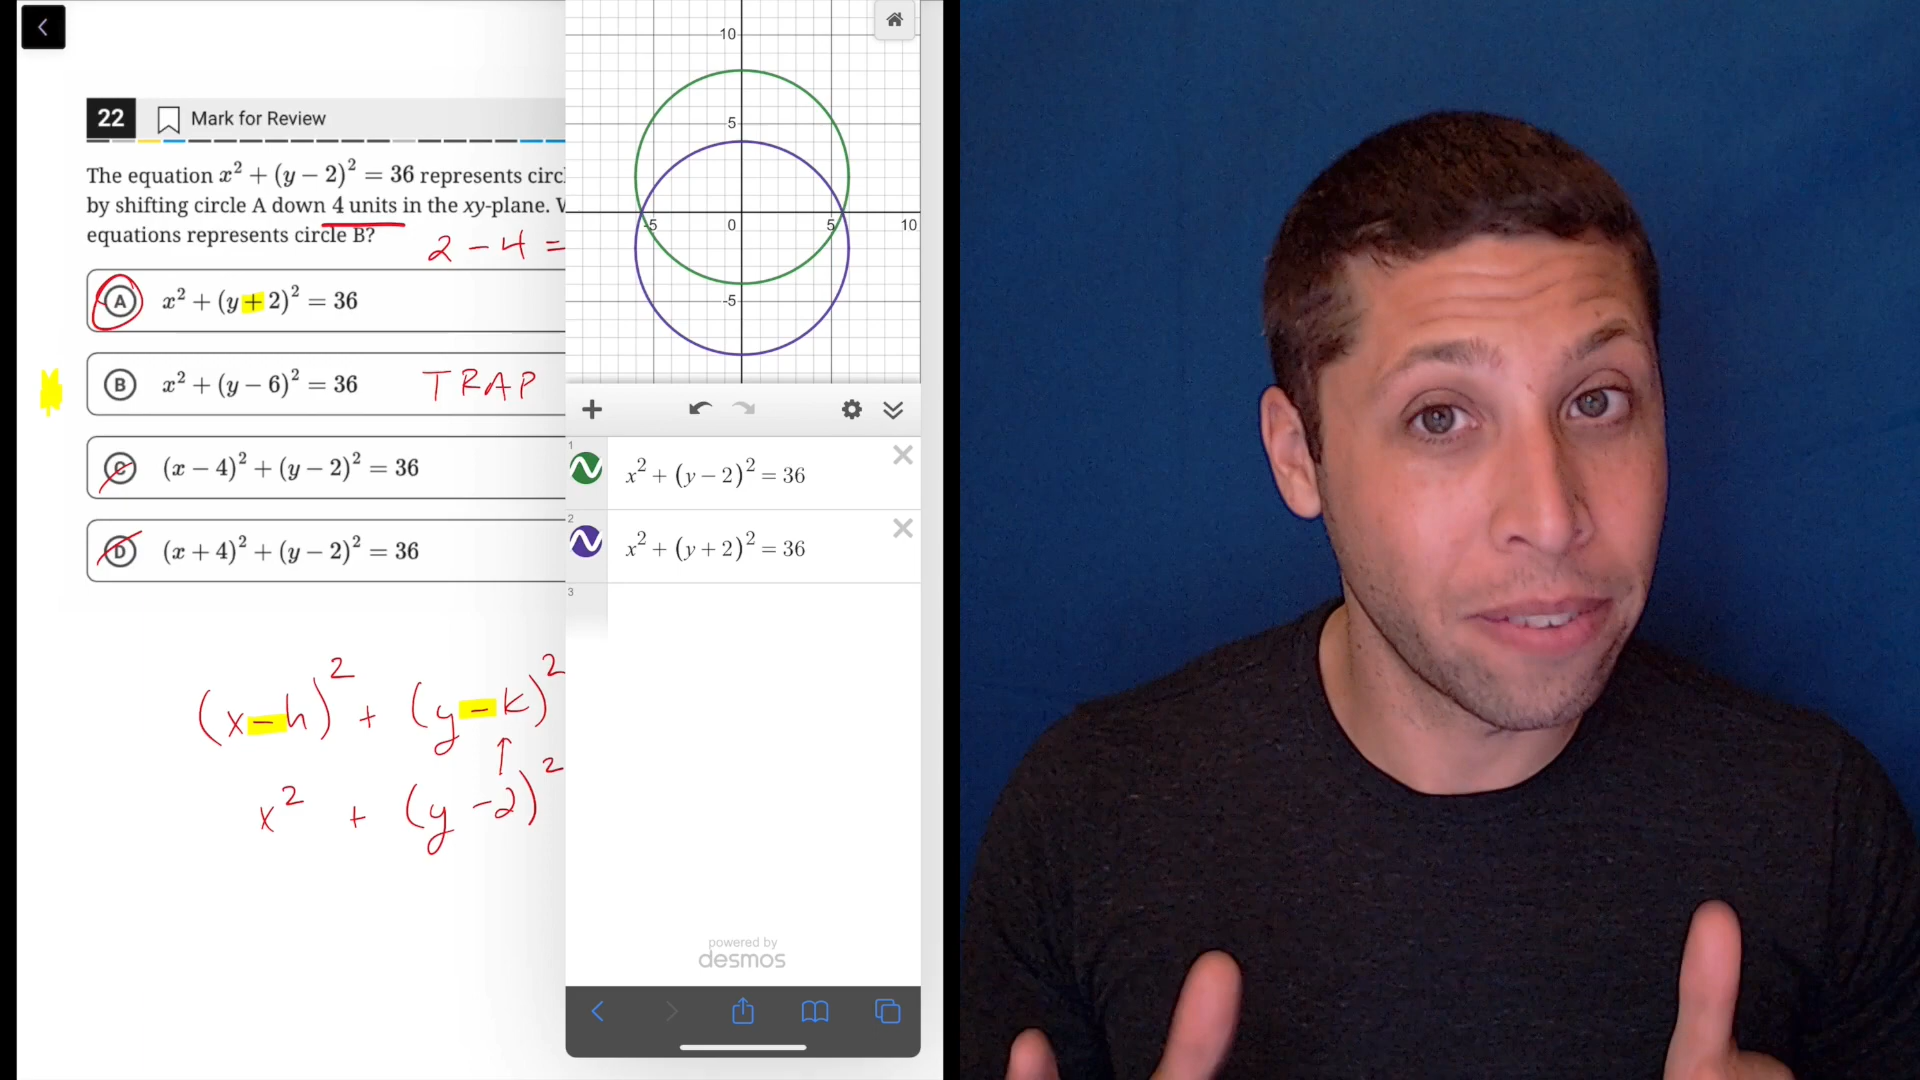 22 Mark for Review
The equation x² + (y − 2)² = 36 represents circ
by shifting circle A down 4 units in the xy-plane.
equations represents circle B?
2 − 4 =
A x² + (y + 2)² = 36
B x² + (y − 6)² = 36 TRAP
C (x − 4)² + (y − 2)² = 36
D (x + 4)² + (y − 2)² = 36
(x − h)² + (y − k)²
x² + (y − 2)²
10
5
-5 0 5 10
-5
1
x² + (y − 2)² = 36
2
x² + (y + 2)² = 36
3
powered by
desmos